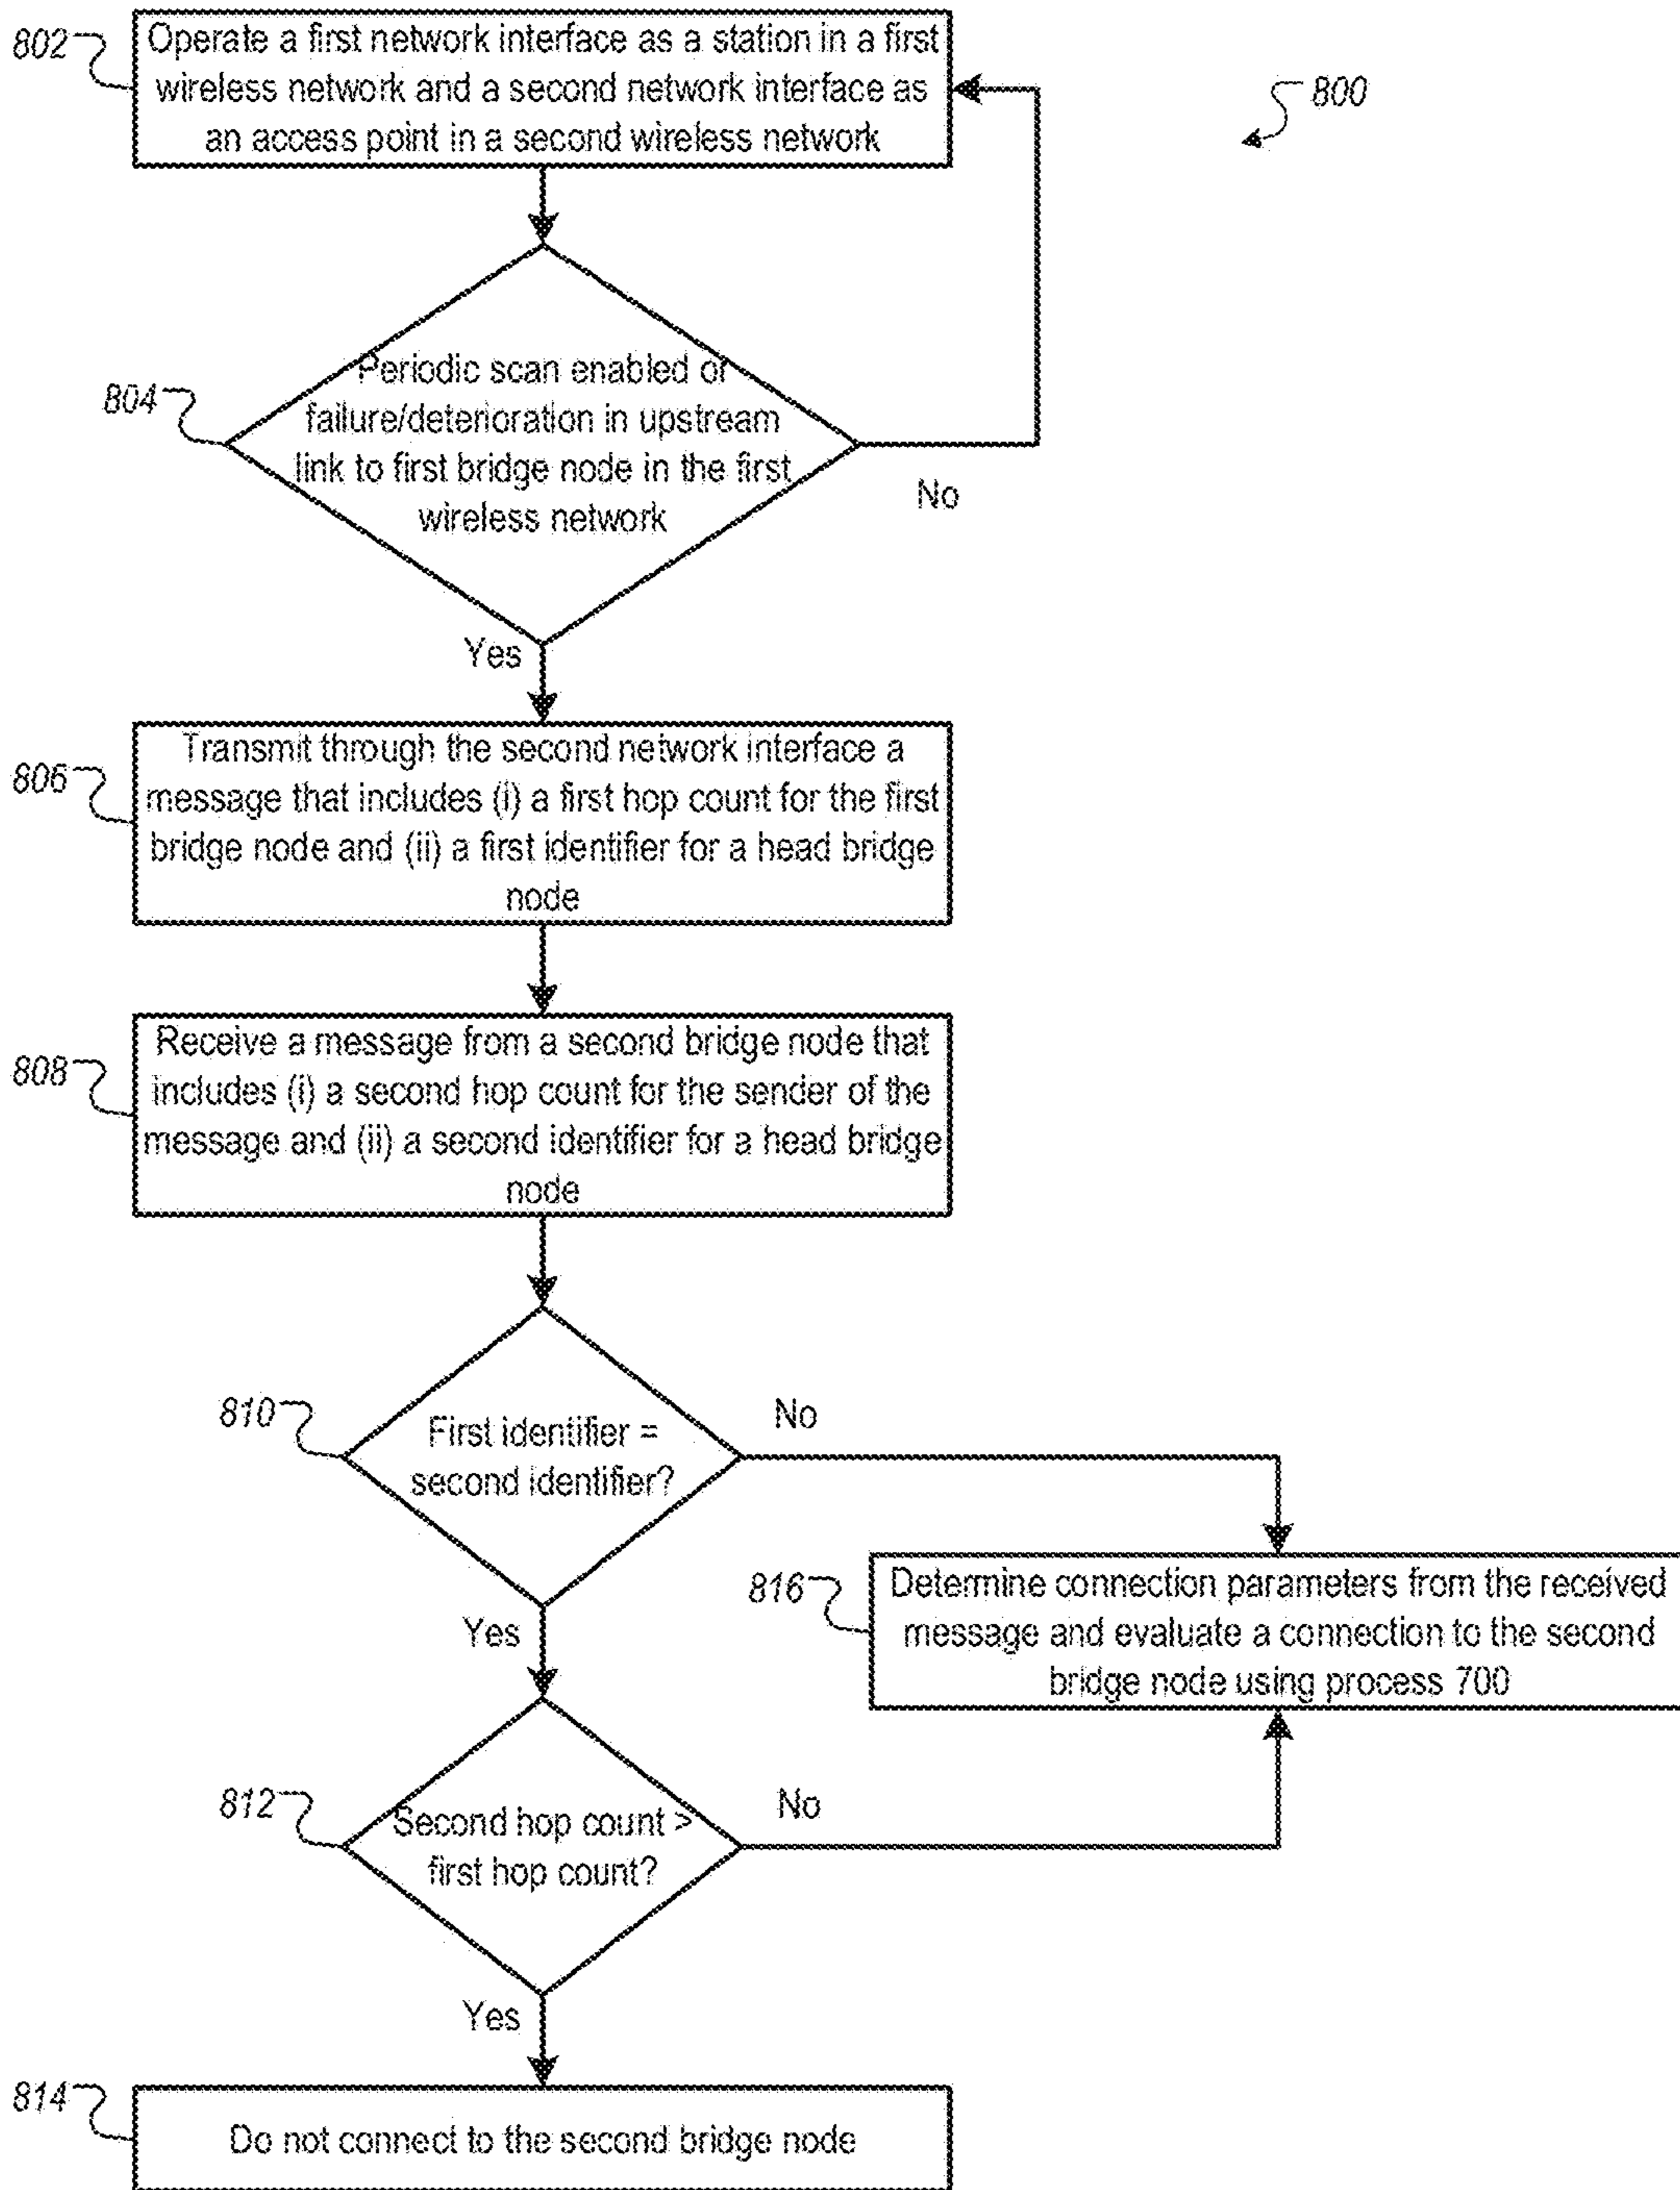 802
Operate a first network interface as a station in a first
wireless network and a second network interface as
an access point in a second wireless network
800
804
Periodic scan enabled or
failure/deterioration in upstream
link to first bridge node in the first
wireless network
No
Yes
806
Transmit through the second network interface a
message that includes (i) a first hop count for the first
bridge node and (ii) a first identifier for a head bridge
node
808
Receive a message from a second bridge node that
includes (i) a second hop count for the sender of the
message and (ii) a second identifier for a head bridge
node
810
First identifier =
second identifier?
No
Yes
816
Determine connection parameters from the received
message and evaluate a connection to the second
bridge node using process 700
812
Second hop count >
first hop count?
No
Yes
814
Do not connect to the second bridge node